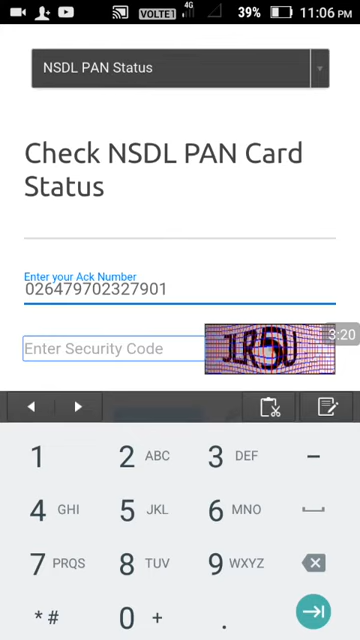 VOLTE1 4G 39% 11:06 PM
NSDL PAN Status
Check NSDL PAN Card
Status
Enter your Ack Number
026479702327901
Enter Security Code
3:20
1 2 ABC 3 DEF –
4 GHI 5 JKL 6 MNO
7 PRQS 8 TUV 9 WXYZ
* # 0 + .